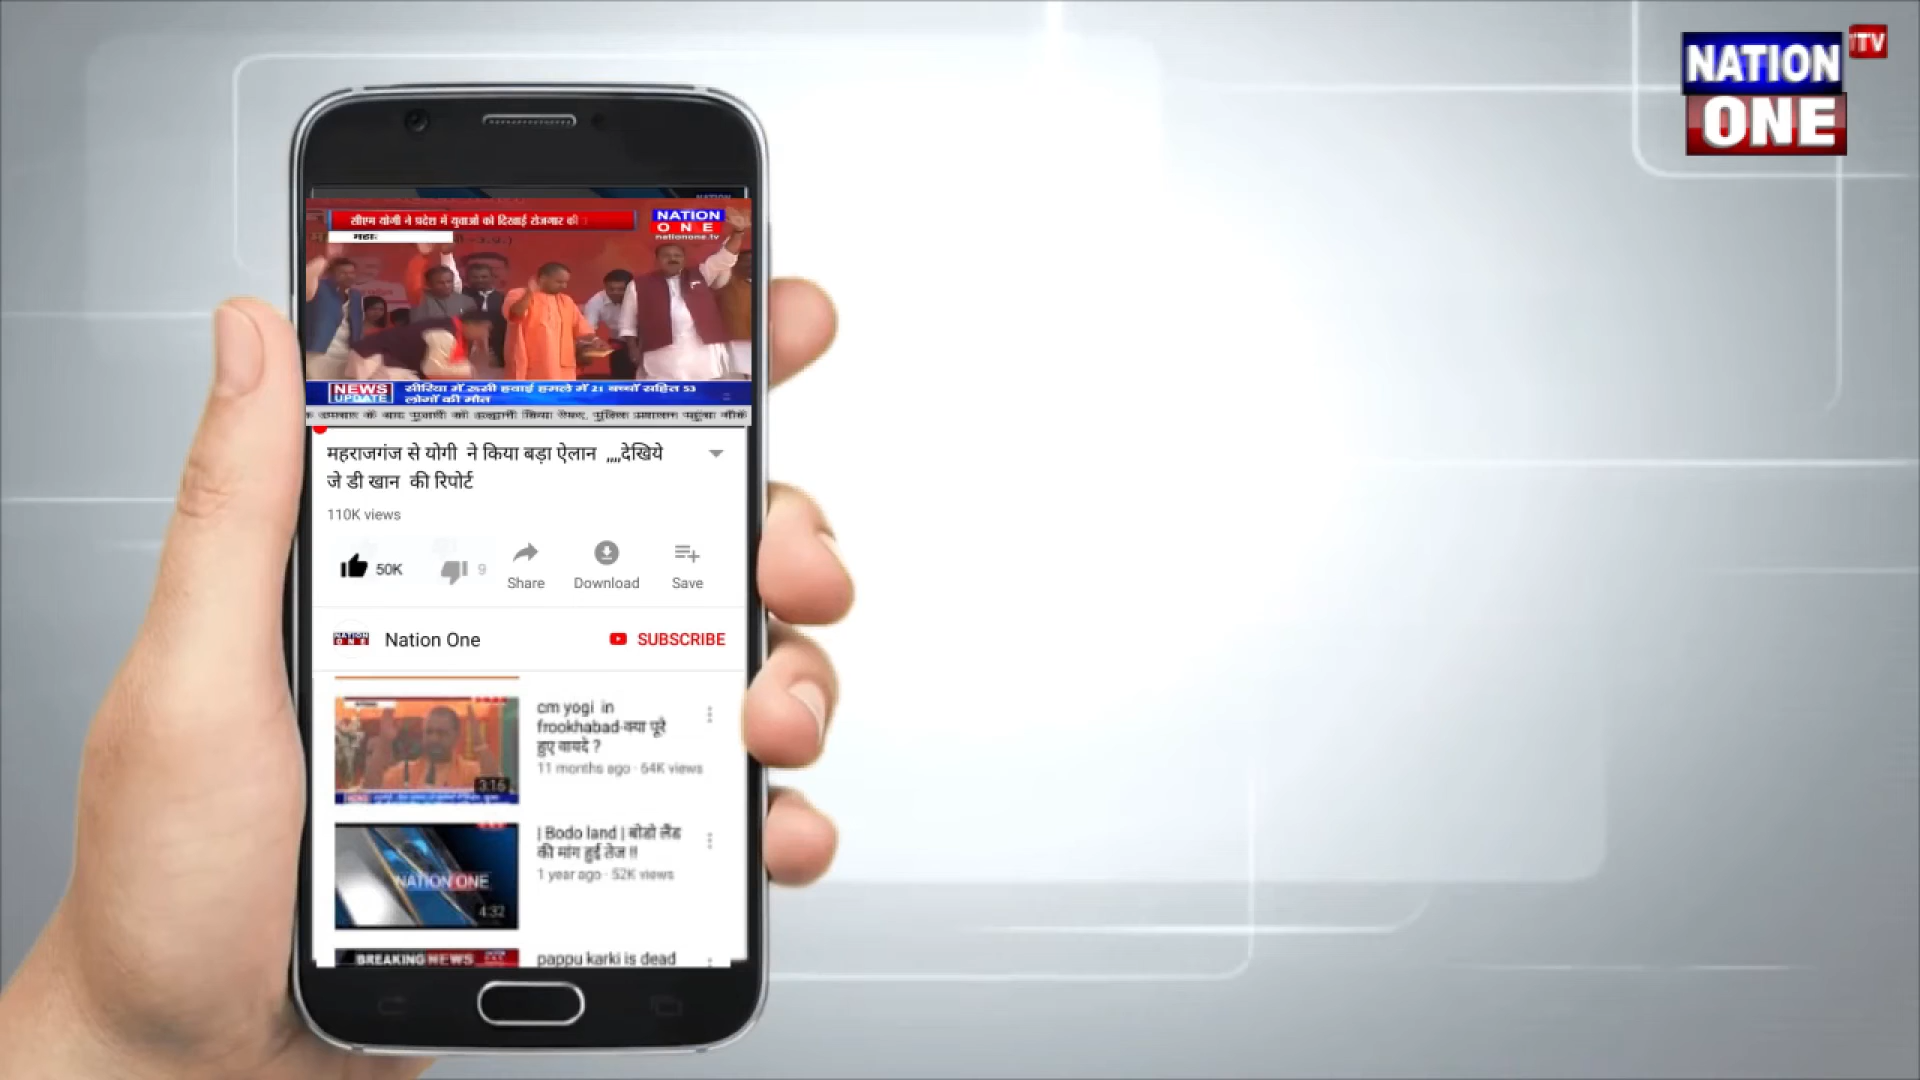 NATION
ONE
TV
सीएम योगी ने प्रदेश में युवाओ को दिखाई रोजगार की
NATION
ONE
nationone.tv
महा
NEWS
UPDATE
सीरिया में रूसी हवाई हमले में 21 बच्चों सहित 53
लोगों की मौत
महराजगंज से योगी ने किया बड़ा ऐलान ,,,,देखिये
जे डी खान की रिपोर्ट
110K views
50K
9
Share
Download
Save
NATION
ONE
Nation One
SUBSCRIBE
cm yogi in
frookhabad-क्या पूरे
हुए वायदे ?
11 months ago · 64K views
3:16
| Bodo land | बोडो लैंड
की मांग हुई तेज !!
1 year ago · 52K views
NATION ONE
4:32
BREAKING NEWS
pappu karki is dead